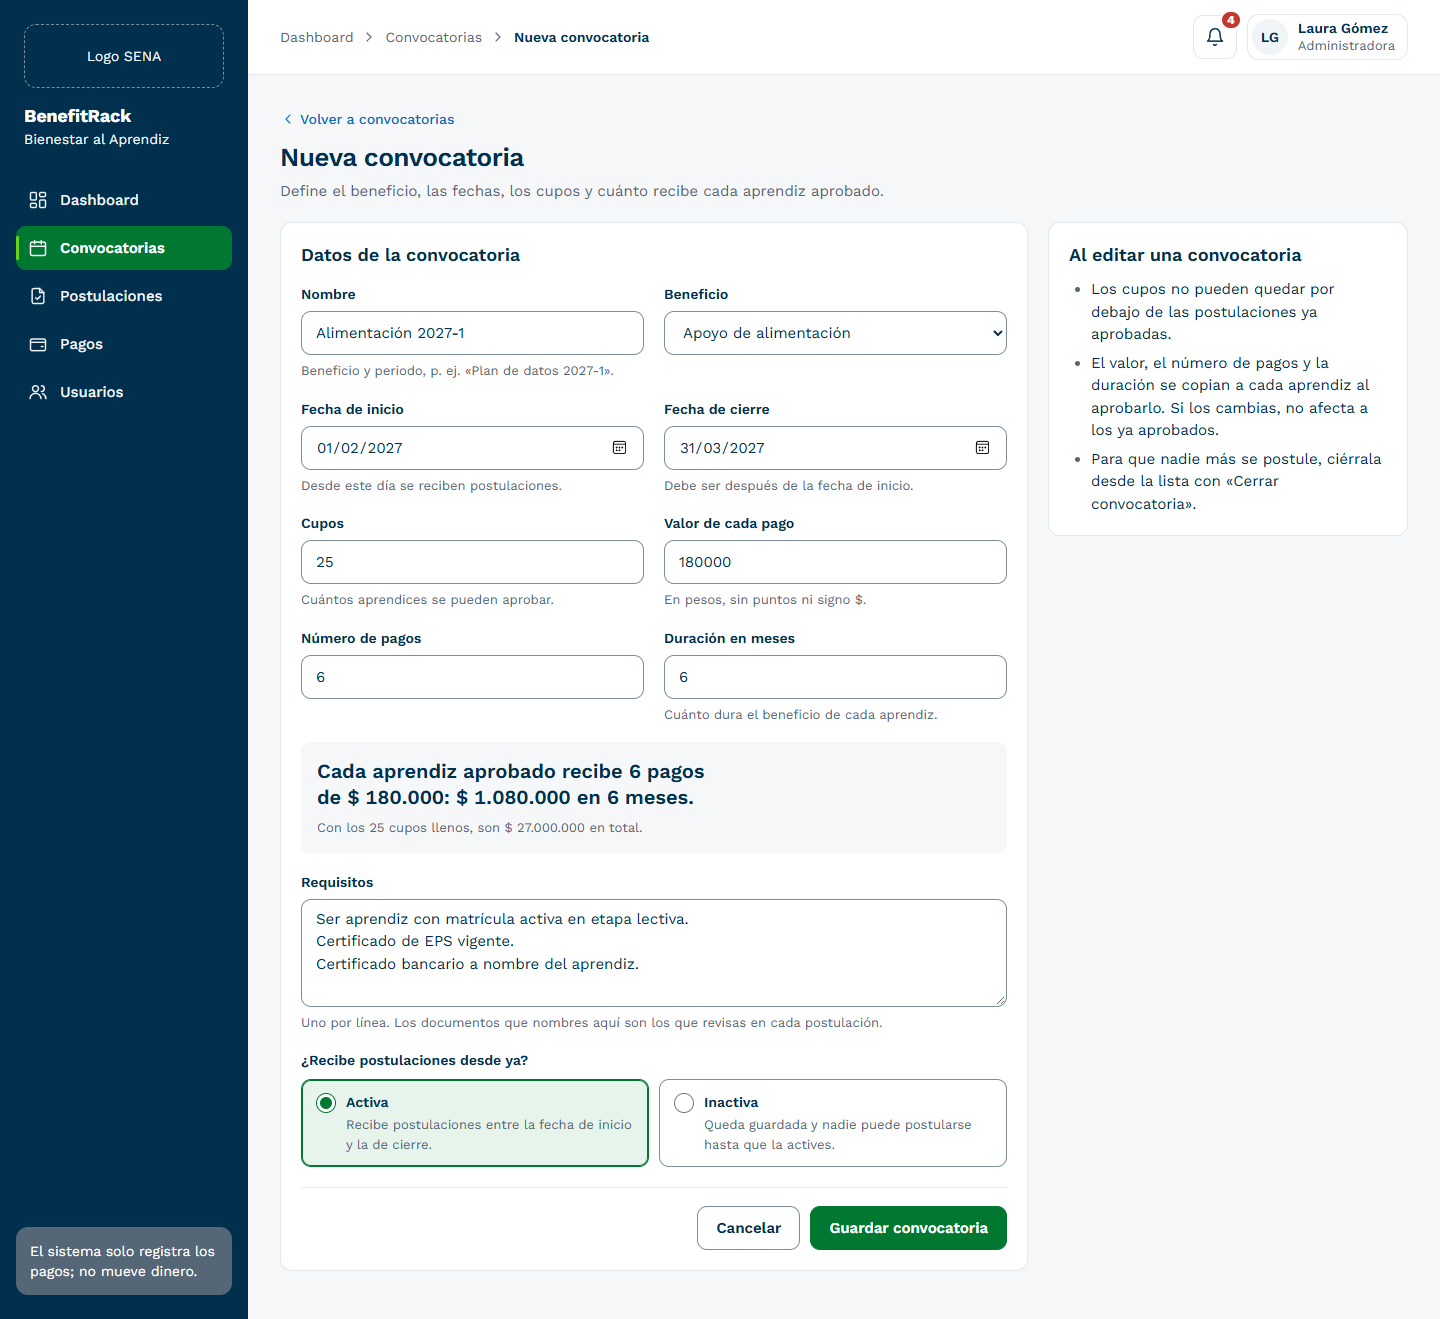 Logo SENA
BenefitRack
Bienestar al Aprendiz
Dashboard
Convocatorias
Postulaciones
Pagos
Usuarios
El sistema solo registra los
pagos; no mueve dinero.
Dashboard > Convocatorias > Nueva convocatoria
4
LG
Laura Gómez
Administradora
Volver a convocatorias
Nueva convocatoria
Define el beneficio, las fechas, los cupos y cuánto recibe cada aprendiz aprobado.
Datos de la convocatoria
Nombre
Alimentación 2027-1
Beneficio y periodo, p. ej. «Plan de datos 2027-1».
Beneficio
Apoyo de alimentación
Fecha de inicio
01/02/2027
Desde este día se reciben postulaciones.
Fecha de cierre
31/03/2027
Debe ser después de la fecha de inicio.
Cupos
25
Cuántos aprendices se pueden aprobar.
Valor de cada pago
180000
En pesos, sin puntos ni signo $.
Número de pagos
6
Duración en meses
6
Cuánto dura el beneficio de cada aprendiz.
Cada aprendiz aprobado recibe 6 pagos
de $ 180.000: $ 1.080.000 en 6 meses.
Con los 25 cupos llenos, son $ 27.000.000 en total.
Requisitos
Ser aprendiz con matrícula activa en etapa lectiva.
Certificado de EPS vigente.
Certificado bancario a nombre del aprendiz.
Uno por línea. Los documentos que nombres aquí son los que revisas en cada postulación.
¿Recibe postulaciones desde ya?
Activa
Recibe postulaciones entre la fecha de inicio
y la de cierre.
Inactiva
Queda guardada y nadie puede postularse
hasta que la actives.
Cancelar
Guardar convocatoria
Al editar una convocatoria
Los cupos no pueden quedar por
debajo de las postulaciones ya
aprobadas.
El valor, el número de pagos y la
duración se copian a cada aprendiz al
aprobarlo. Si los cambias, no afecta a
los ya aprobados.
Para que nadie más se postule, ciérrala
desde la lista con «Cerrar
convocatoria».